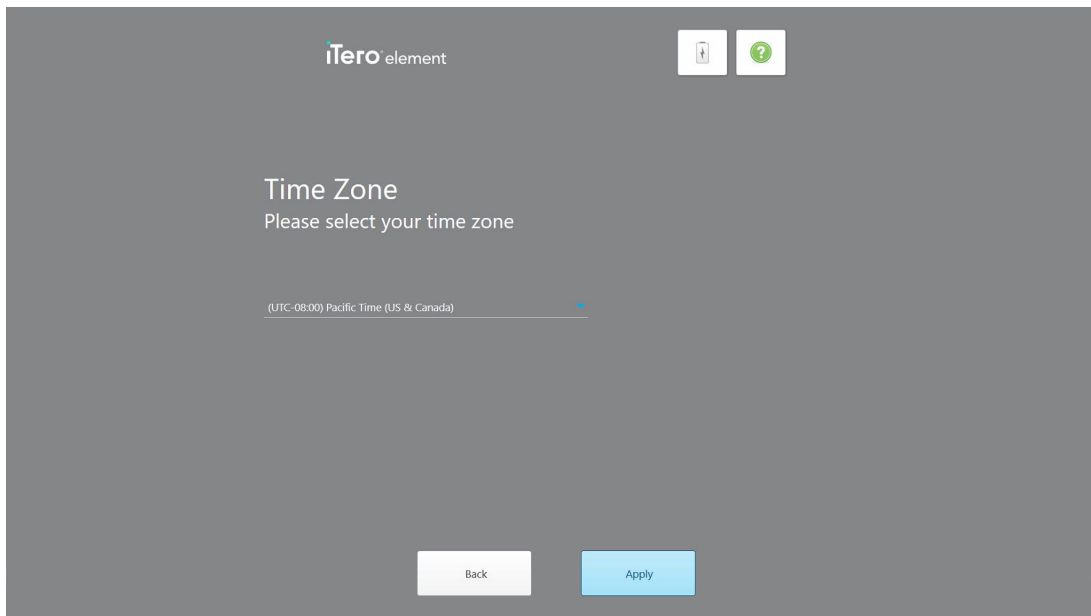 iTero element
?
Time Zone
Please select your time zone
(UTC-08:00) Pacific Time (US & Canada)
Back
Apply